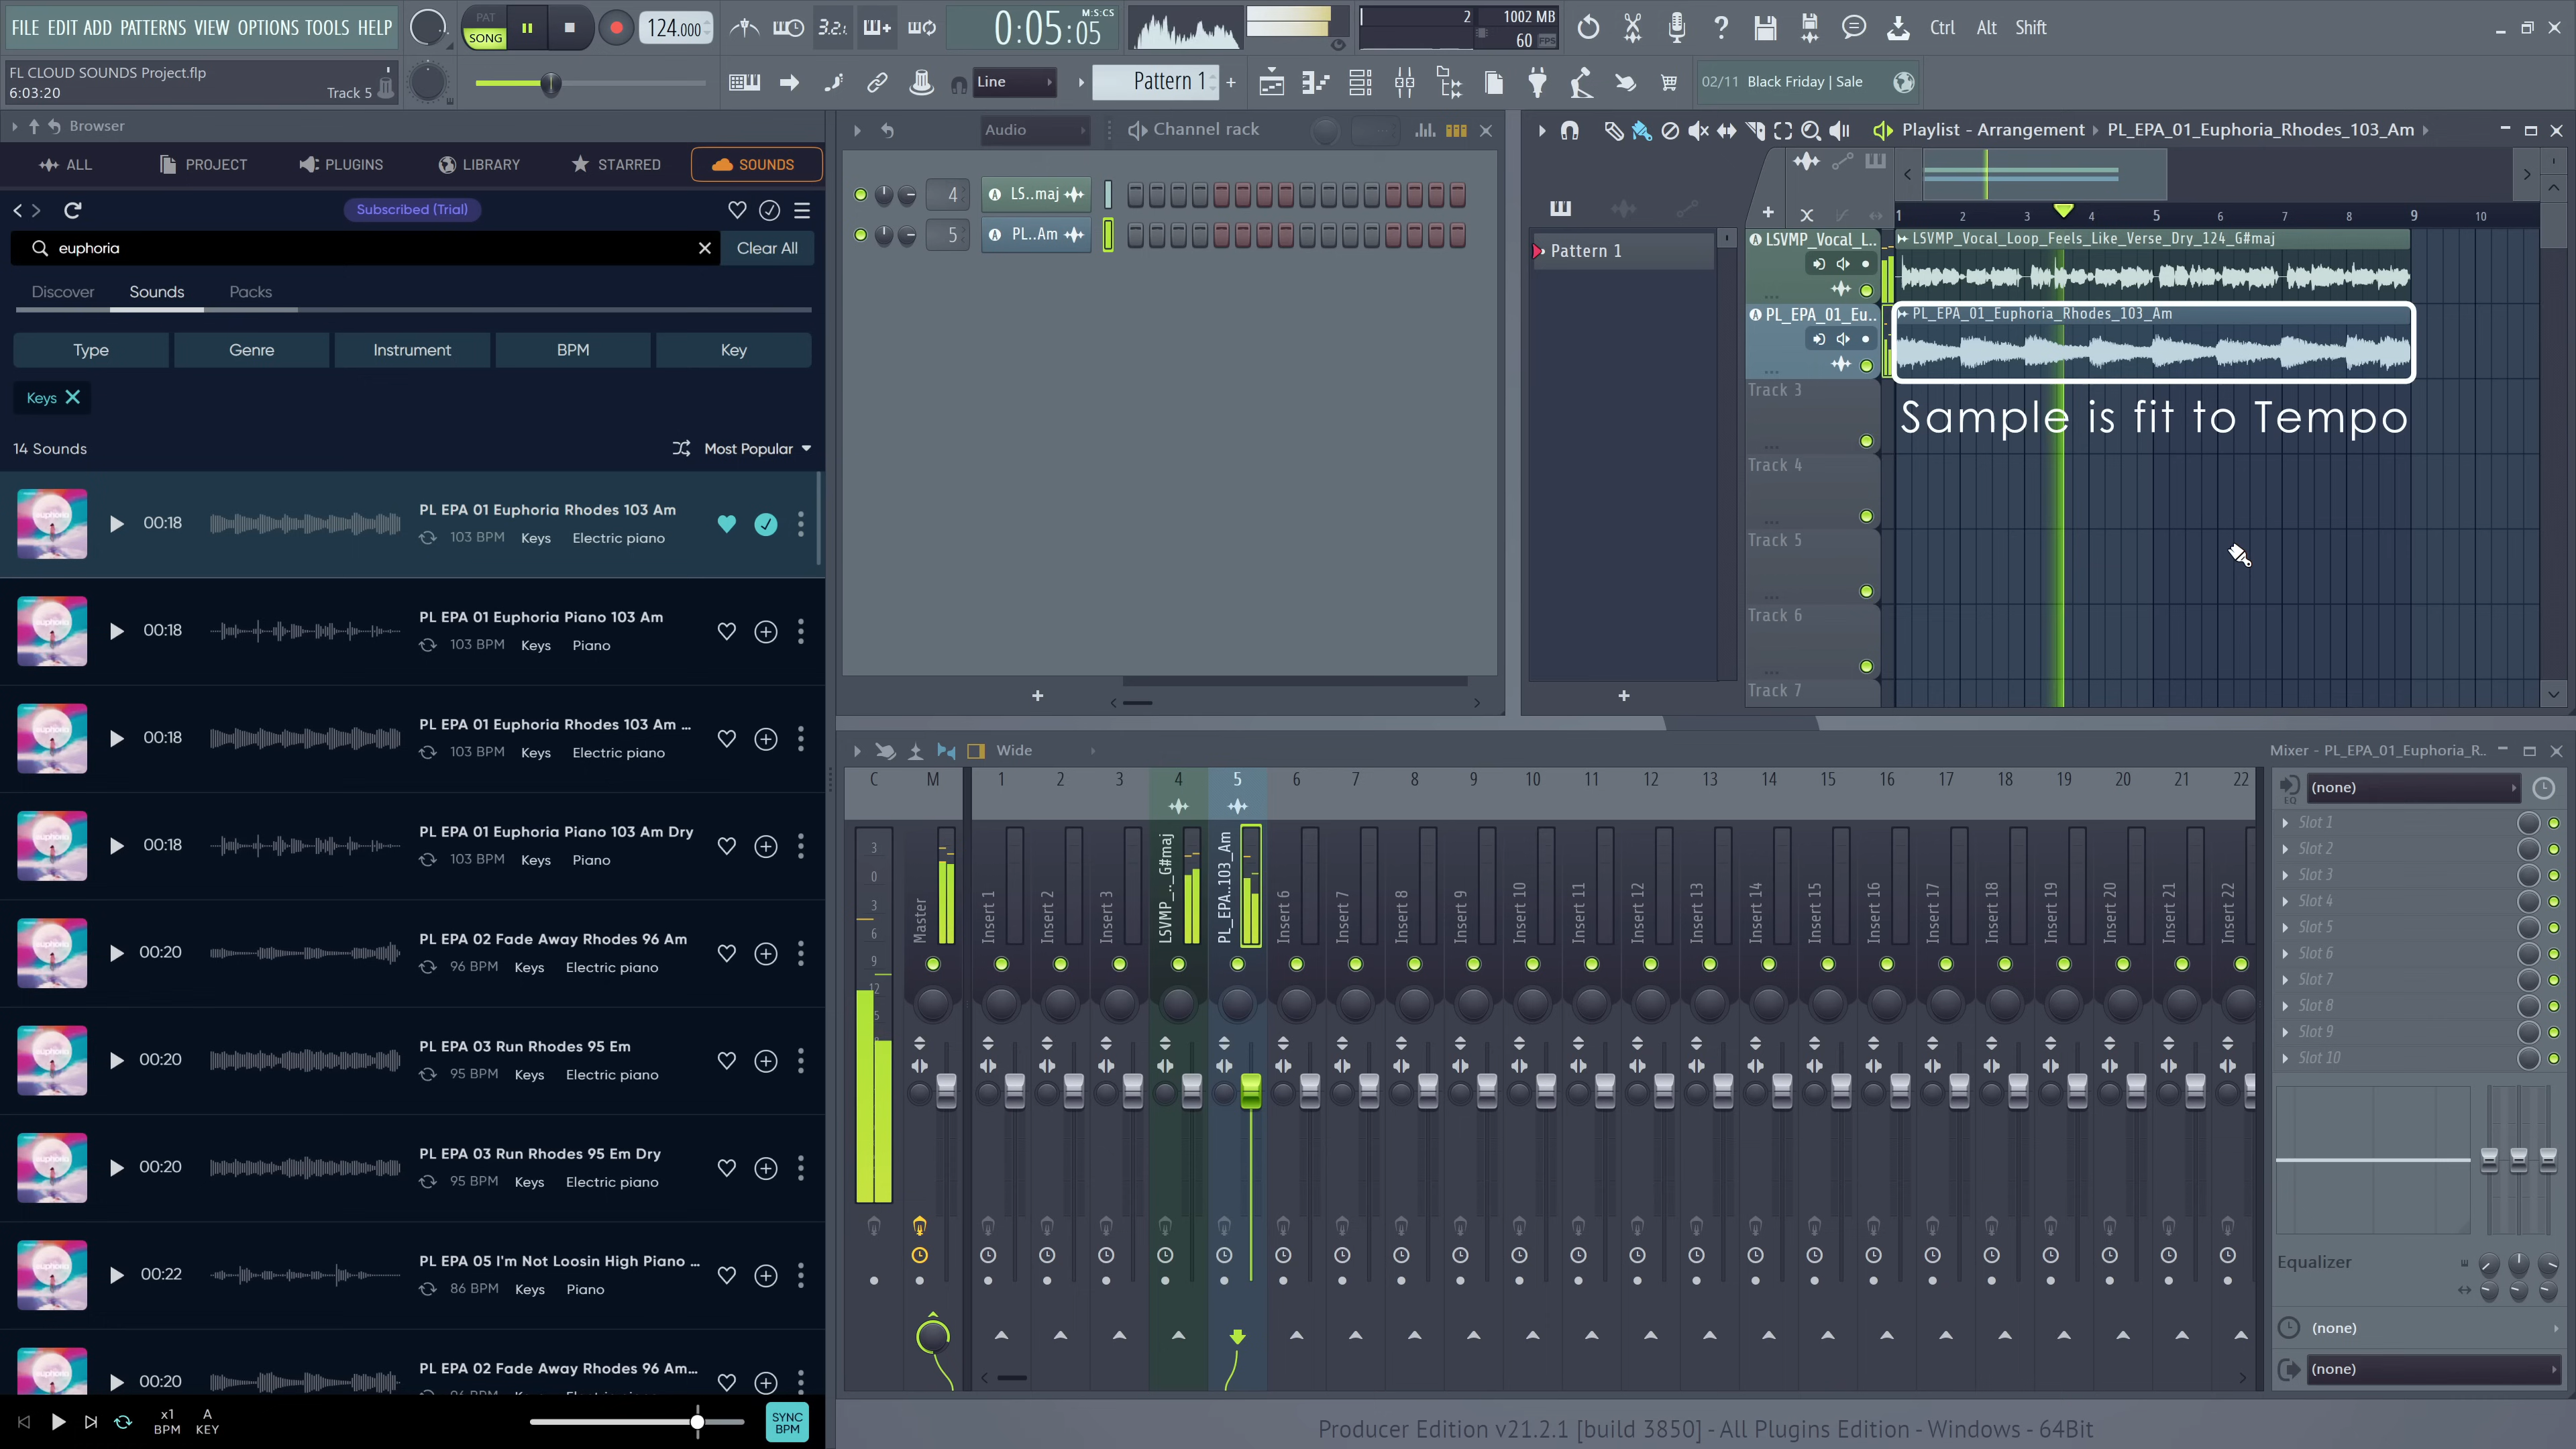 FILE EDIT ADD PATTERNS VIEW OPTIONS TOOLS HELP
PAT
SONG
124.000
3.2.
0:05:05
M:S:CS
2
1002 MB
60 FPS
Ctrl Alt Shift
FL CLOUD SOUNDS Project.flp
6:03:20
Track 5
Line
Pattern 1
02/11 Black Friday | Sale
Browser
ALL
PROJECT
PLUGINS
LIBRARY
STARRED
SOUNDS
Subscribed (Trial)
euphoria
Clear All
Discover
Sounds
Packs
Type
Genre
Instrument
BPM
Key
Keys
14 Sounds
Most Popular
00:18
PL EPA 01 Euphoria Rhodes 103 Am
103 BPM Keys Electric piano
00:18
PL EPA 01 Euphoria Piano 103 Am
103 BPM Keys Piano
00:18
PL EPA 01 Euphoria Rhodes 103 Am ...
103 BPM Keys Electric piano
00:18
PL EPA 01 Euphoria Piano 103 Am Dry
103 BPM Keys Piano
00:20
PL EPA 02 Fade Away Rhodes 96 Am
96 BPM Keys Electric piano
00:20
PL EPA 03 Run Rhodes 95 Em
95 BPM Keys Electric piano
00:20
PL EPA 03 Run Rhodes 95 Em Dry
95 BPM Keys Electric piano
00:22
PL EPA 05 I'm Not Loosin High Piano ...
86 BPM Keys Piano
00:20
PL EPA 02 Fade Away Rhodes 96 Am...
x1
BPM
A
KEY
SYNC
BPM
Audio
Channel rack
4
LS..maj
5
PL..Am
Playlist - Arrangement
PL_EPA_01_Euphoria_Rhodes_103_Am
Pattern 1
1 2 3 4 5 6 7 8 9 10
LSVMP_Vocal_L..
LSVMP_Vocal_Loop_Feels_Like_Verse_Dry_124_G#maj
PL_EPA_01_Eu..
PL_EPA_01_Euphoria_Rhodes_103_Am
Track 3
Sample is fit to Tempo
Track 4
Track 5
Track 6
Track 7
Wide
Mixer - PL_EPA_01_Euphoria_R..
C M 1 2 3 4 5 6 7 8 9 10 11 12 13 14 15 16 17 18 19 20 21 22
3
0
3
6
9
12
Master
Insert 1
Insert 2
Insert 3
LSVMP_.._G#maj
PL_EPA..103_Am
Insert 6
Insert 7
Insert 8
Insert 9
Insert 10
Insert 11
Insert 12
Insert 13
Insert 14
Insert 15
Insert 16
Insert 17
Insert 18
Insert 19
Insert 20
Insert 21
Insert 22
EQ
(none)
Slot 1
Slot 2
Slot 3
Slot 4
Slot 5
Slot 6
Slot 7
Slot 8
Slot 9
Slot 10
Equalizer
(none)
(none)
Producer Edition v21.2.1 [build 3850] - All Plugins Edition - Windows - 64Bit